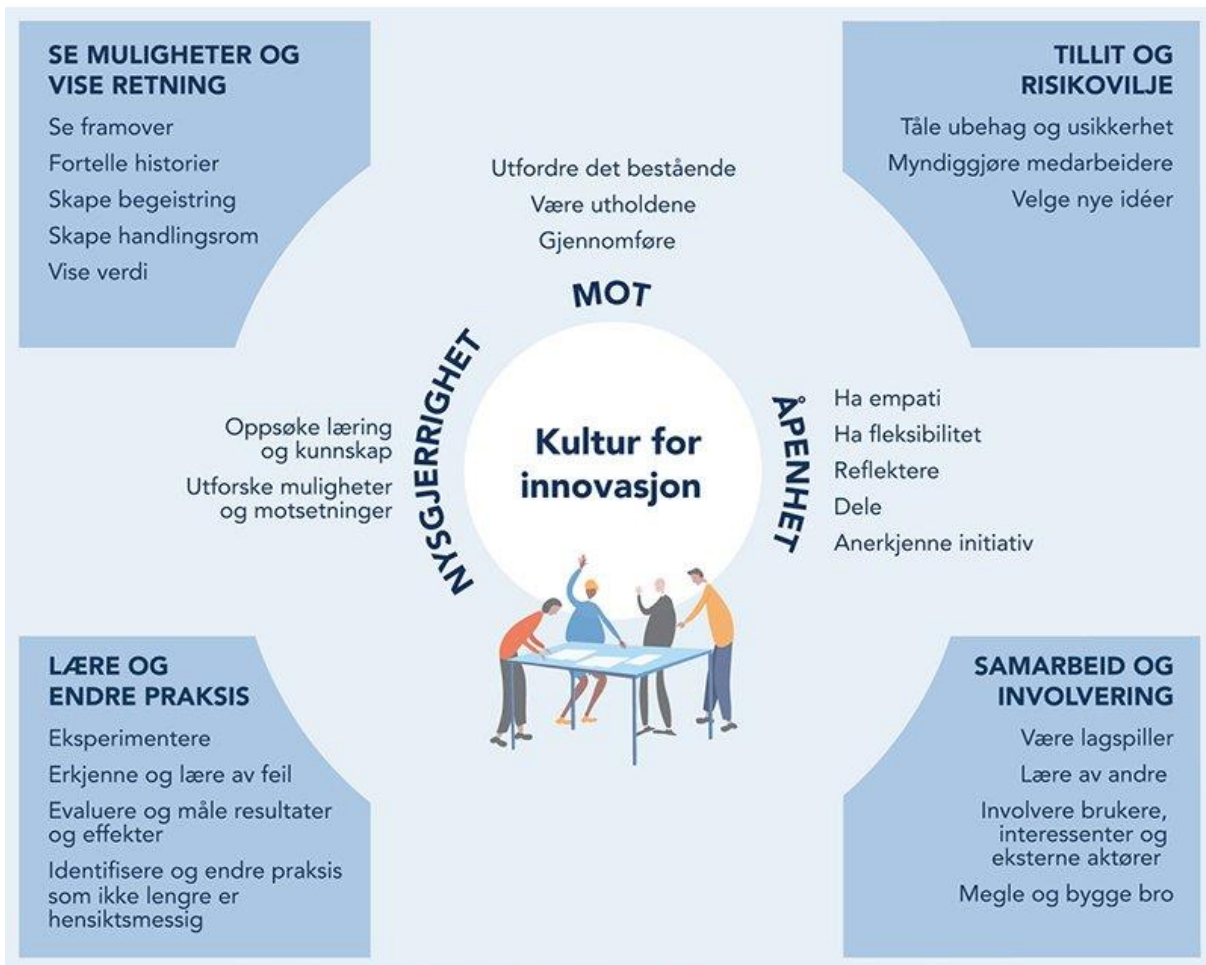 SE MULIGHETER OG
VISE RETNING
Se framover
Fortelle historier
Skape begeistring
Skape handlingsrom
Vise verdi
TILLIT OG
RISIKOVILJE
Tåle ubehag og usikkerhet
Myndiggjøre medarbeidere
Velge nye idéer
Utfordre det bestående
Være utholdene
Gjennomføre
MOT
NYSGJERRIGHET
Oppsøke læring
og kunnskap
Utforske muligheter
og motsetninger
Kultur for
innovasjon
ÅPENHET
Ha empati
Ha fleksibilitet
Reflektere
Dele
Anerkjenne initiativ
LÆRE OG
ENDRE PRAKSIS
Eksperimentere
Erkjenne og lære av feil
Evaluere og måle resultater
og effekter
Identifisere og endre praksis
som ikke lengre er
hensiktsmessig
SAMARBEID OG
INVOLVERING
Være lagspiller
Lære av andre
Involvere brukere,
interessenter og
eksterne aktører
Megle og bygge bro